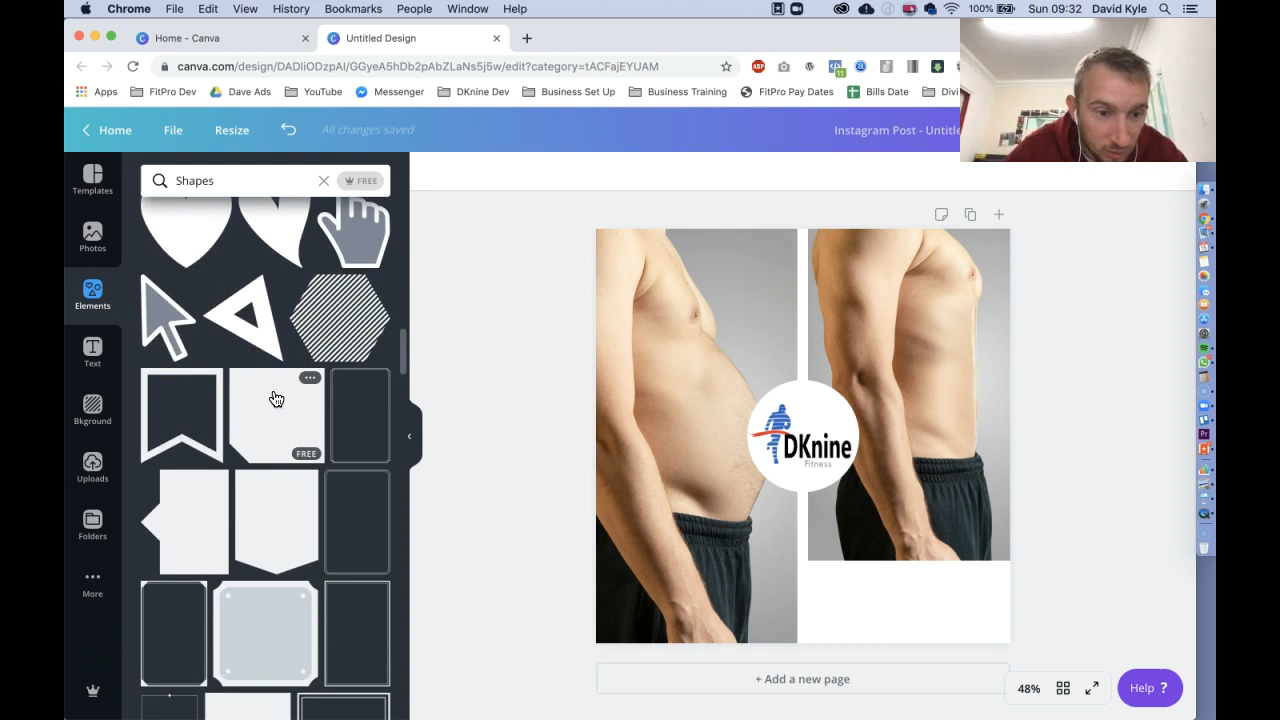 Chrome File Edit View History Bookmarks People Window Help 100% Sun 09:32 David Kyle
Home - Canva Untitled Design
canva.com/design/DADliODzpAI/GGyeA5hDb2pAbZLaNs5j5w/edit?category=tACFajEYUAM ABP 11
Apps FitPro Dev Dave Ads YouTube Messenger DKnine Dev Business Set Up Business Training FitPro Pay Dates Bills Date Divi
Home File Resize All changes saved Instagram Post - Untitle
Templates
Shapes FREE
Photos
Elements
Text
Bkground
FREE
Uploads
Folders
More
DKnine
Fitness
+ Add a new page
48% Help ?